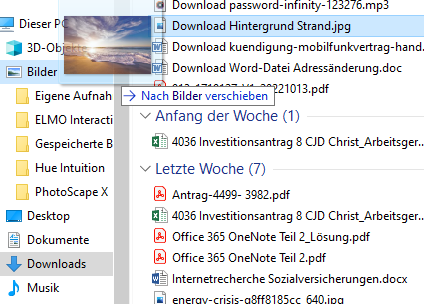 Download password-infinity-123276.mp3
Dieser PC
Download Hintergrund Strand.jpg
3D-Obje
Download kuendigung-mobilfunkvertrag-hand.
Bilder
Download Word-Datei Adressänderung.doc
Eigene Aufnah
→ Nach Bilder verschieben
ELMO Interacti
Anfang der Woche (1)
Gespeicherte B
4036 Investitionsantrag 8 CJD Christ_Arbeitsger...
Hue Intuition
Letzte Woche (7)
PhotoScape X
Antrag-4499- 3982.pdf
Desktop
4036 Investitionsantrag 8 CJD Christ_Arbeitsger...
Dokumente
Office 365 OneNote Teil 2_Lösung.pdf
Office 365 OneNote Teil 2.pdf
Downloads
Internetrecherche Sozialversicherungen.docx
Musik
energy-crisis-g8ff8185cc_640.jpg